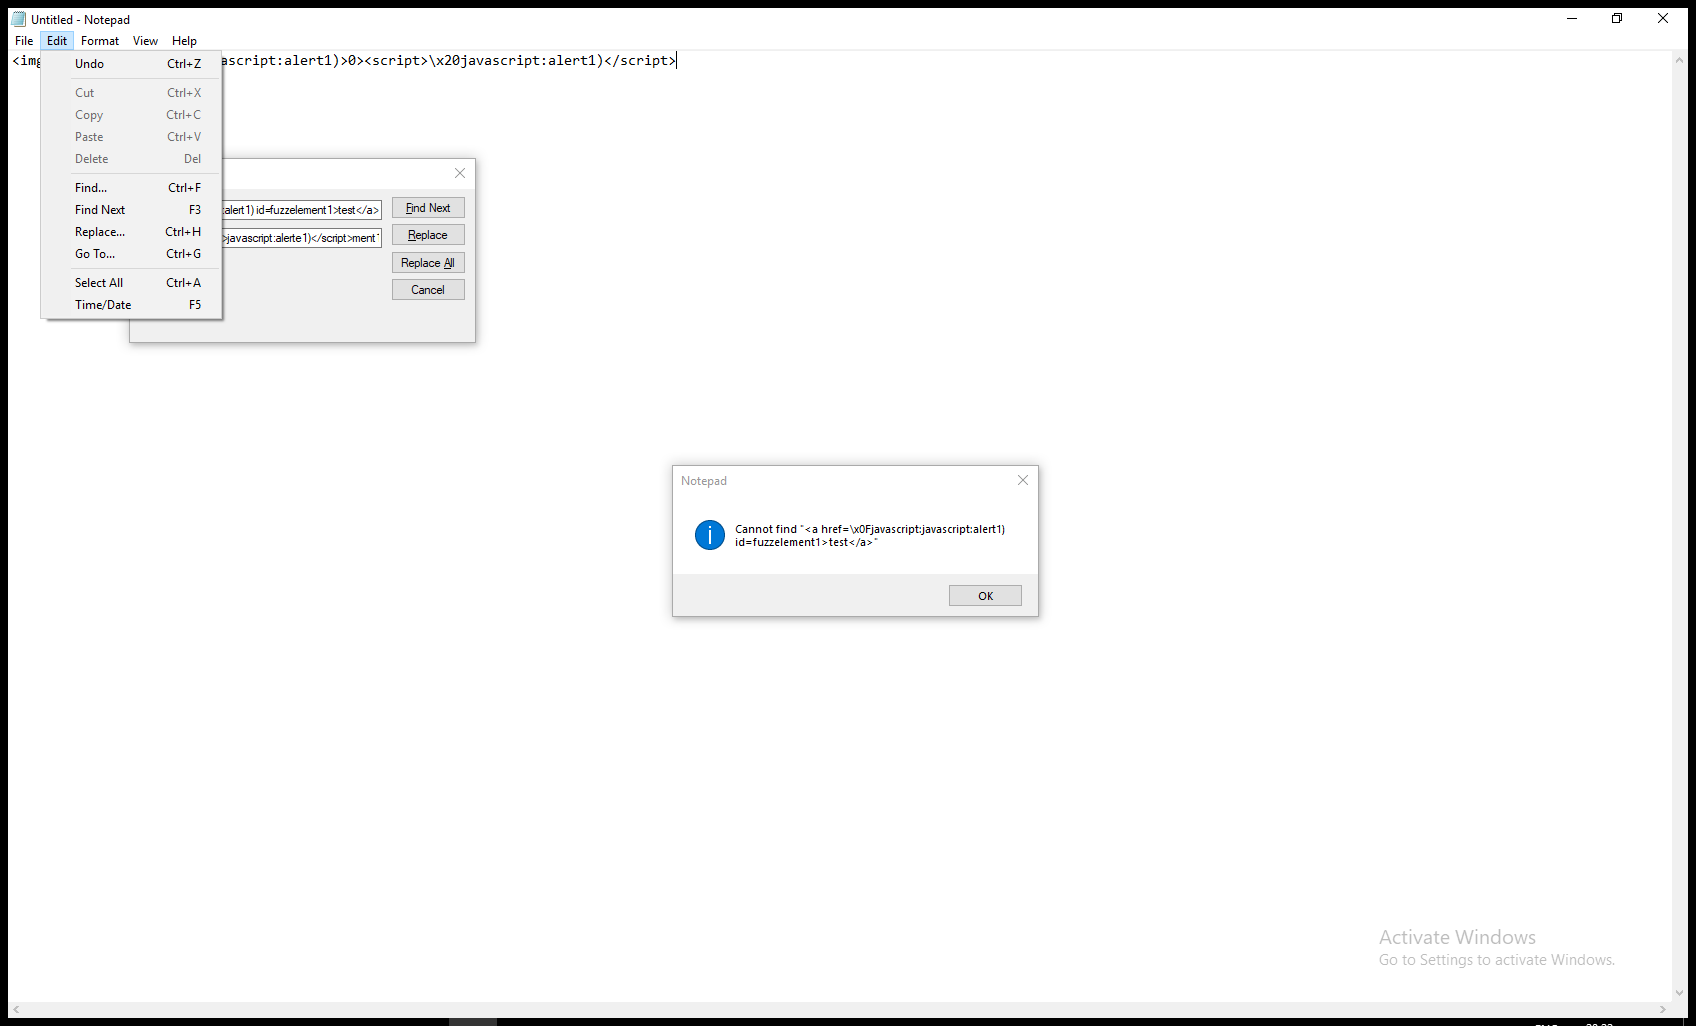 Untitled - Notepad
File Edit Format View Help
<img ascript:alert1)>0><script>\x20javascript:alert1)</script>
Undo Ctrl+Z
Cut Ctrl+X
Copy Ctrl+C
Paste Ctrl+V
Delete Del
Find... Ctrl+F
Find Next F3
Replace... Ctrl+H
Go To... Ctrl+G
Select All Ctrl+A
Time/Date F5
:alert1) id=fuzzelement1>test</a> Find Next
>javascript:alerte1)</script>ment Replace
Replace All
Cancel
Notepad
Cannot find "<a href=\x0Fjavascript:javascript:alert1)
id=fuzzelement1>test</a>"
OK
Activate Windows
Go to Settings to activate Windows.